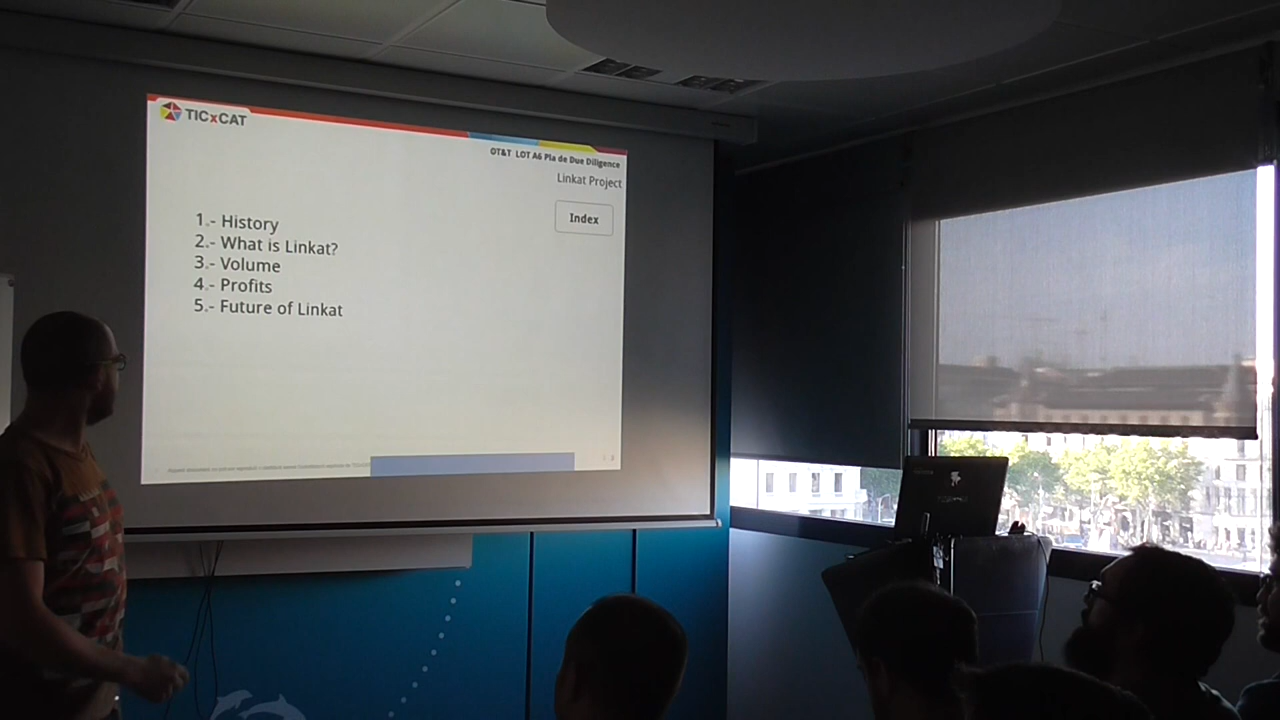 TICxCAT
OT&T LOT A6 Pla de Due Diligence
Linkat Project
Index
1.- History
2.- What is Linkat?
3.- Volume
4.- Profits
5.- Future of Linkat